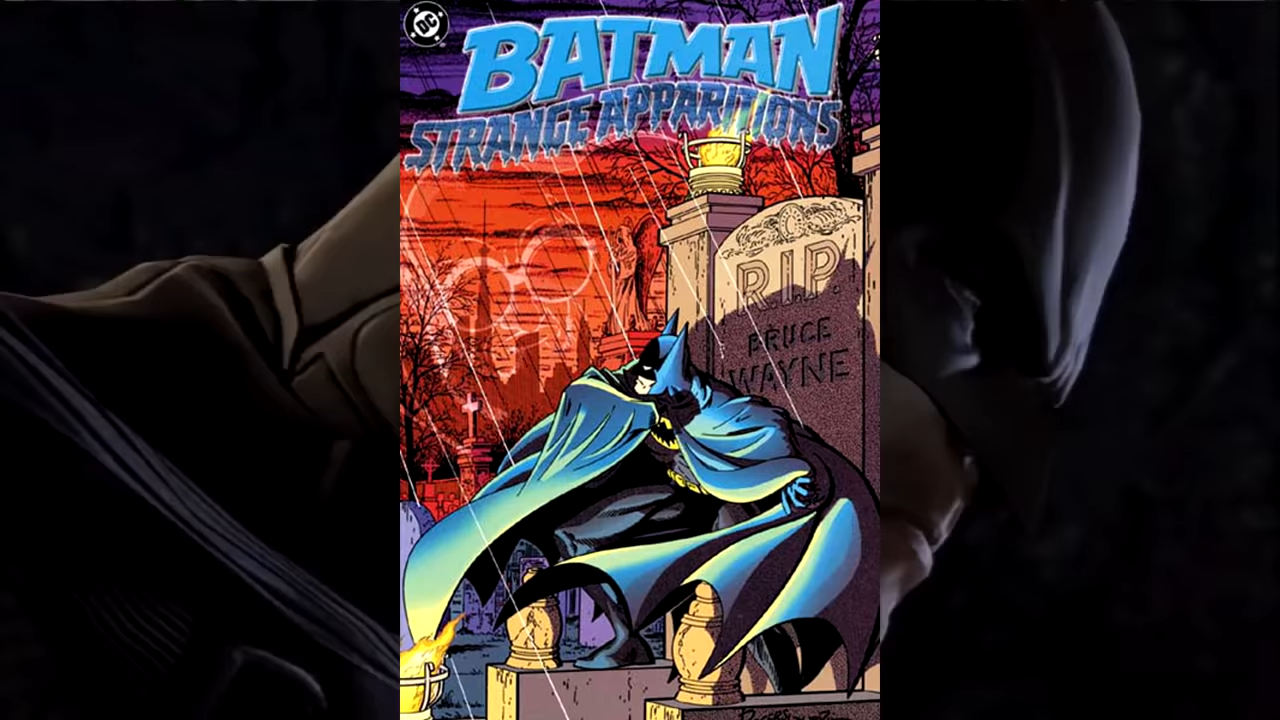 DC
BATMAN
STRANGE APPARITIONS
R.I.P.
BRUCE
WAYNE